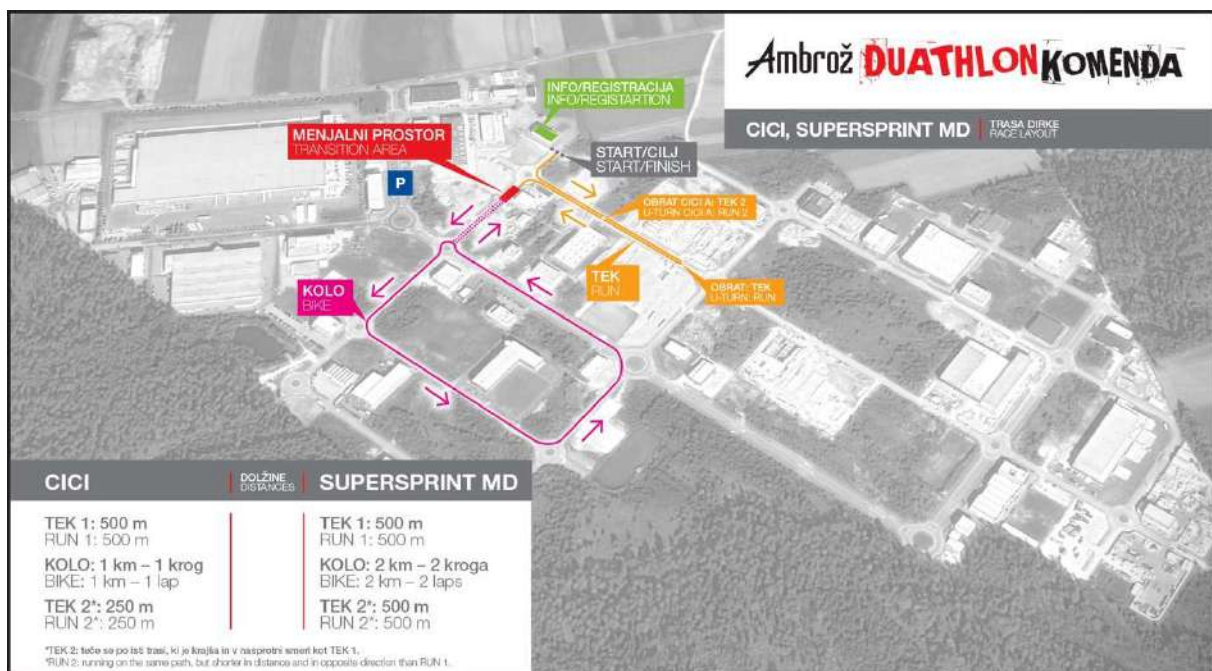 Ambrož DUATHLON KOMENDA
CICI, SUPERSPRINT MD | TRASA DIRKE
RACE LAYOUT
INFO/REGISTRACIJA
INFO/REGISTARTION
MENJALNI PROSTOR
TRANSITION AREA
START/CILJ
START/FINISH
P
OBRAT CICI A: TEK 2
U-TURN CICI A: RUN 2
TEK
RUN
OBRAT: TEK
U-TURN: RUN
KOLO
BIKE
CICI | DOLŽINE | SUPERSPRINT MD
DISTANCES
TEK 1: 500 m
RUN 1: 500 m
KOLO: 1 km – 1 krog
BIKE: 1 km – 1 lap
TEK 2*: 250 m
RUN 2*: 250 m
TEK 1: 500 m
RUN 1: 500 m
KOLO: 2 km – 2 kroga
BIKE: 2 km – 2 laps
TEK 2*: 500 m
RUN 2*: 500 m
*TEK 2: teče se po isti trasi, ki je krajša in v nasprotni smeri kot TEK 1.
*RUN 2: running on the same path, but shorter in distance and in opposite direction than RUN 1.